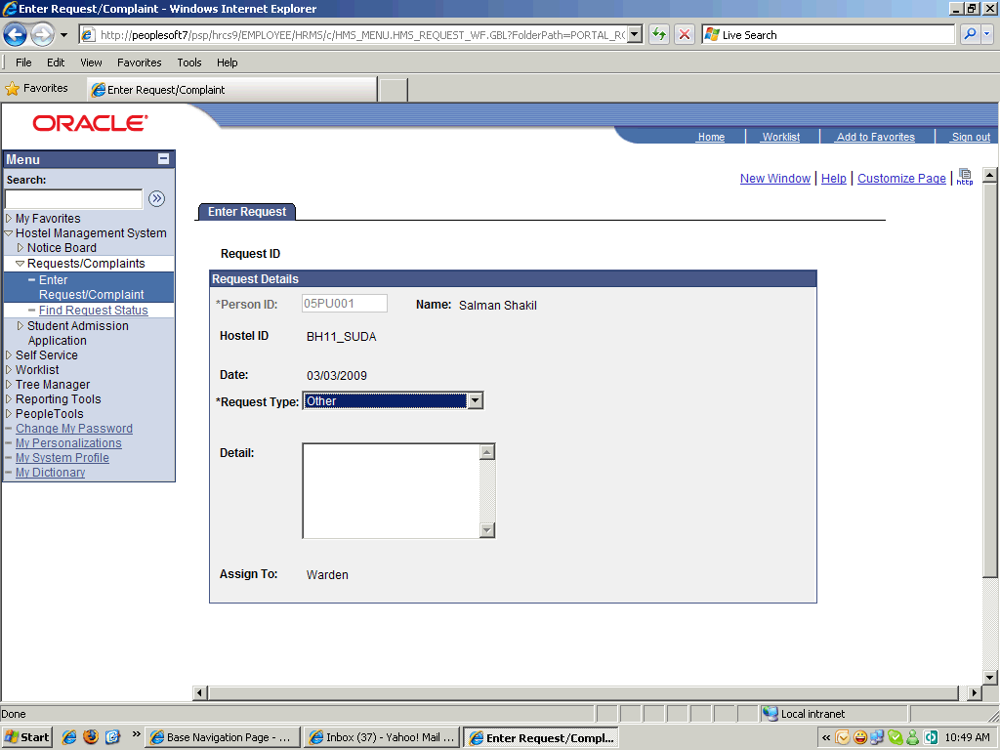 Enter Request/Complaint - Windows Internet Explorer
http://peoplesoft7/psp/hrcs9/EMPLOYEE/HRMS/c/HMS_MENU.HMS_REQUEST_WF.GBL?FolderPath=PORTAL_RO
Live Search
File Edit View Favorites Tools Help
Favorites
Enter Request/Complaint
ORACLE
Home Worklist Add to Favorites Sign out
New Window | Help | Customize Page |
http
Menu
Search:
My Favorites
Hostel Management System
Notice Board
Requests/Complaints
Enter
Request/Complaint
Find Request Status
Student Admission
Application
Self Service
Worklist
Tree Manager
Reporting Tools
PeopleTools
Change My Password
My Personalizations
My System Profile
My Dictionary
Enter Request
Request ID
Request Details
*Person ID: 05PU001 Name: Salman Shakil
Hostel ID BH11_SUDA
Date: 03/03/2009
*Request Type: Other
Detail:
Assign To: Warden
Done Local intranet
Start Base Navigation Page - ... Inbox (37) - Yahoo! Mail ... Enter Request/Compl... 10:49 AM